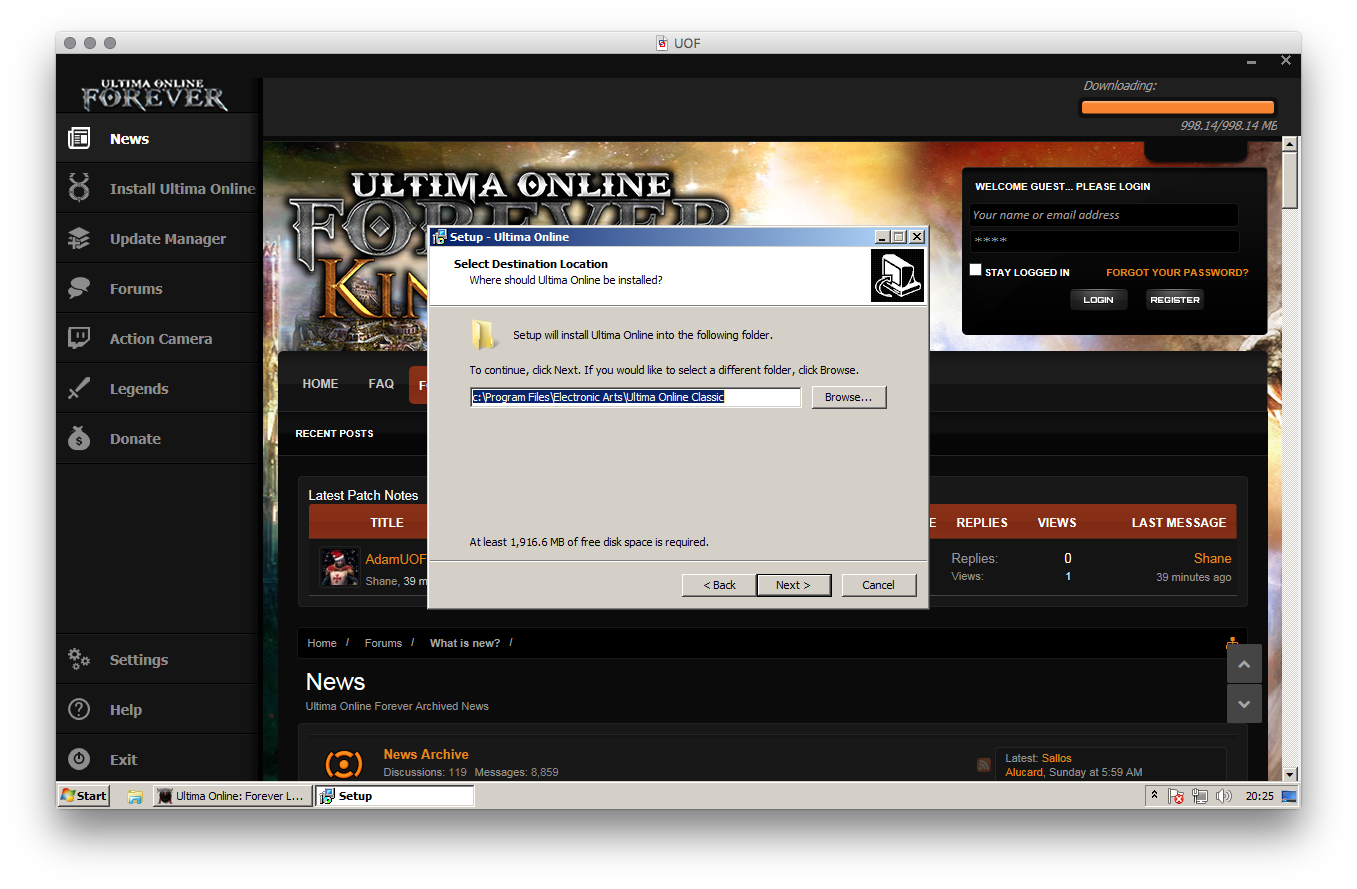 UOF
ULTIMA ONLINE
FOREVER
Downloading:
998.14/998.14 MB
News
Install Ultima Online
Update Manager
Forums
Action Camera
Legends
Donate
Settings
Help
Exit
ULTIMA ONLINE
FOREVER
WELCOME GUEST... PLEASE LOGIN
Your name or email address
****
STAY LOGGED IN FORGOT YOUR PASSWORD?
LOGIN REGISTER
HOME FAQ
RECENT POSTS
Latest Patch Notes
TITLE REPLIES VIEWS LAST MESSAGE
AdamUOF Replies: 0 Shane
Shane, 39 m Views: 1 39 minutes ago
Setup - Ultima Online
Select Destination Location
Where should Ultima Online be installed?
Setup will install Ultima Online into the following folder.
To continue, click Next. If you would like to select a different folder, click Browse.
c:\Program Files\Electronic Arts\Ultima Online Classic Browse...
At least 1,916.6 MB of free disk space is required.
< Back Next > Cancel
Home / Forums / What is new? /
News
Ultima Online Forever Archived News
News Archive Latest: Sallos
Discussions: 119 Messages: 8,859 Alucard, Sunday at 5:59 AM
Start Ultima Online: Forever L... Setup 20:25